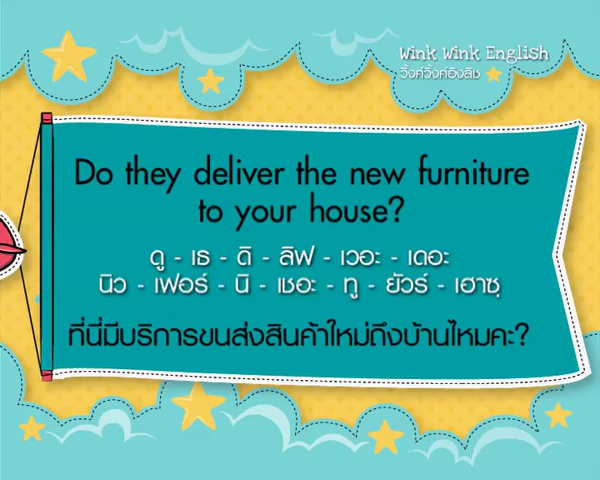 Wink Wink English
วิ้งค์วิ้งค์อิงลิช
Do they deliver the new furniture
to your house?
ดู - เธ - ดิ - ลิฟ - เวอะ - เดอะ
นิว - เฟอร์ - นิ - เชอะ - ทู - ยัวร์ - เฮาซฺ
ที่นี่มีบริการขนส่งสินค้าใหม่ถึงบ้านไหมคะ?